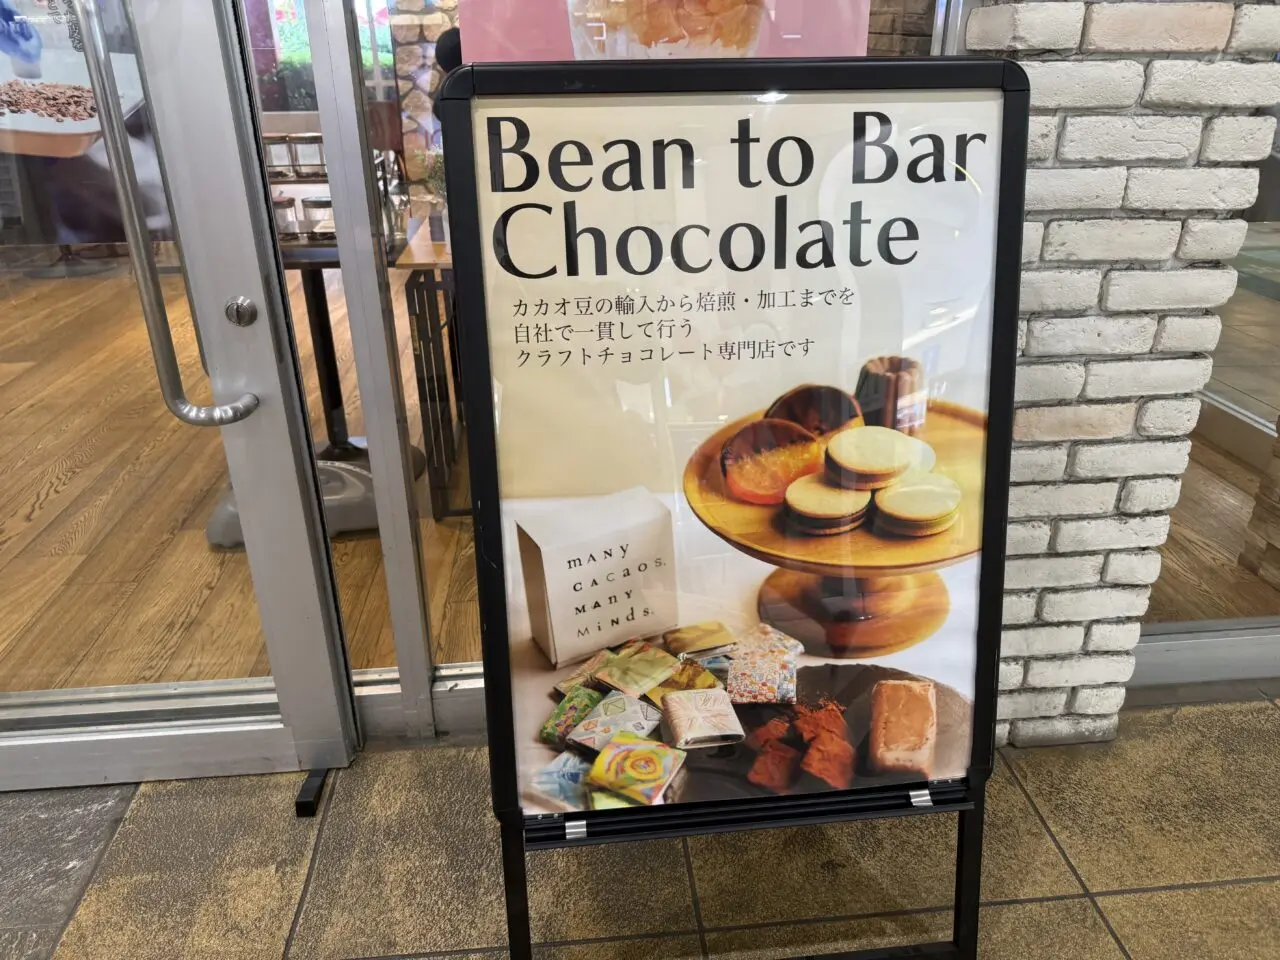 Bean to Bar
Chocolate
カカオ豆の輸入から焙煎・加工までを
自社で一貫して行う
クラフトチョコレート専門店です
mANy
CACaos.
MANy
MiNds.